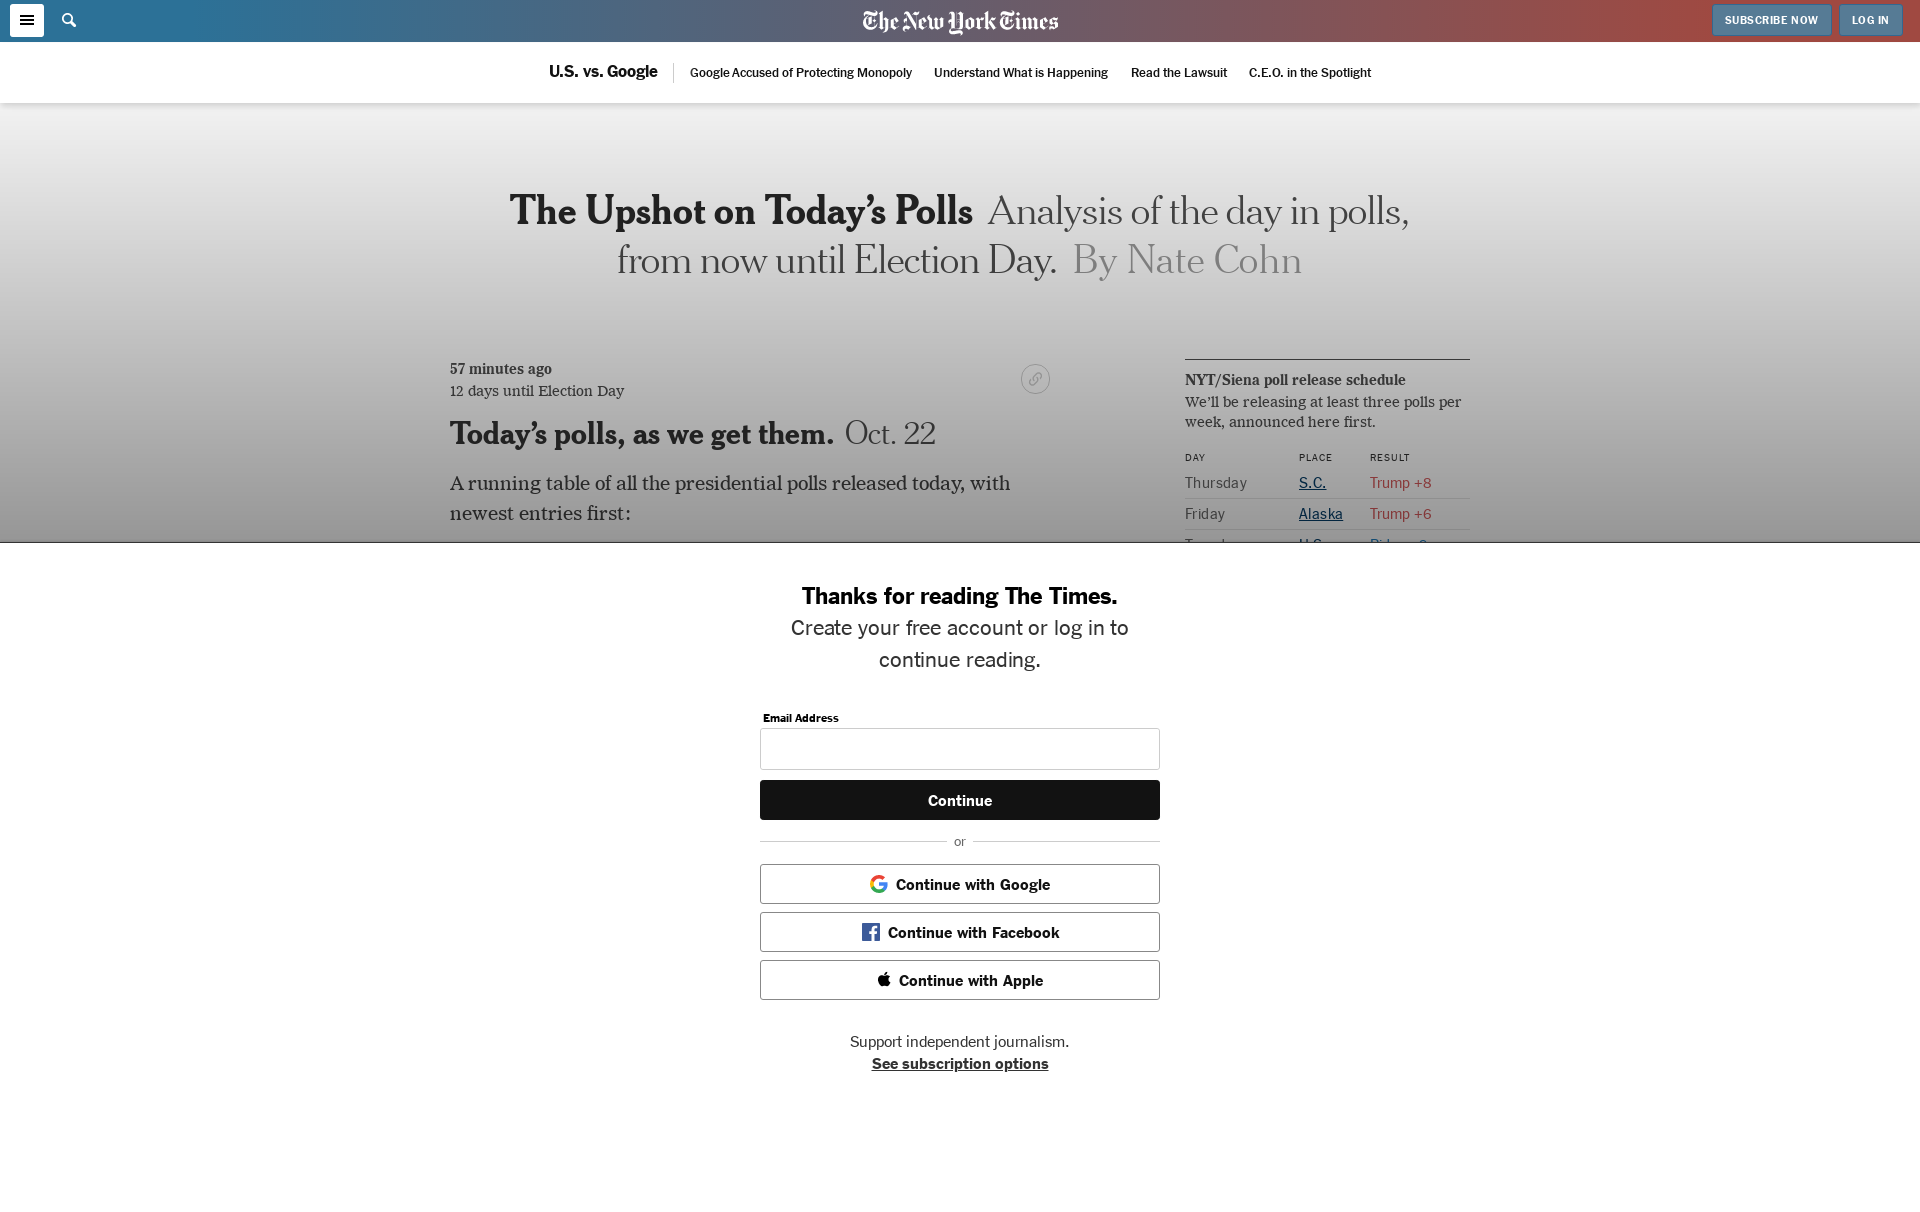 The New York Times
SUBSCRIBE NOW
LOG IN
U.S. vs. Google
Google Accused of Protecting Monopoly
Understand What is Happening
Read the Lawsuit
C.E.O. in the Spotlight
The Upshot on Today’s Polls Analysis of the day in polls,
from now until Election Day. By Nate Cohn
57 minutes ago
12 days until Election Day
Today’s polls, as we get them. Oct. 22
A running table of all the presidential polls released today, with
newest entries first:
NYT/Siena poll release schedule
We’ll be releasing at least three polls per
week, announced here first.
DAY PLACE RESULT
Thursday S.C. Trump +8
Friday Alaska Trump +6
Thanks for reading The Times.
Create your free account or log in to
continue reading.
Email Address
Continue
or
Continue with Google
Continue with Facebook
Continue with Apple
Support independent journalism.
See subscription options